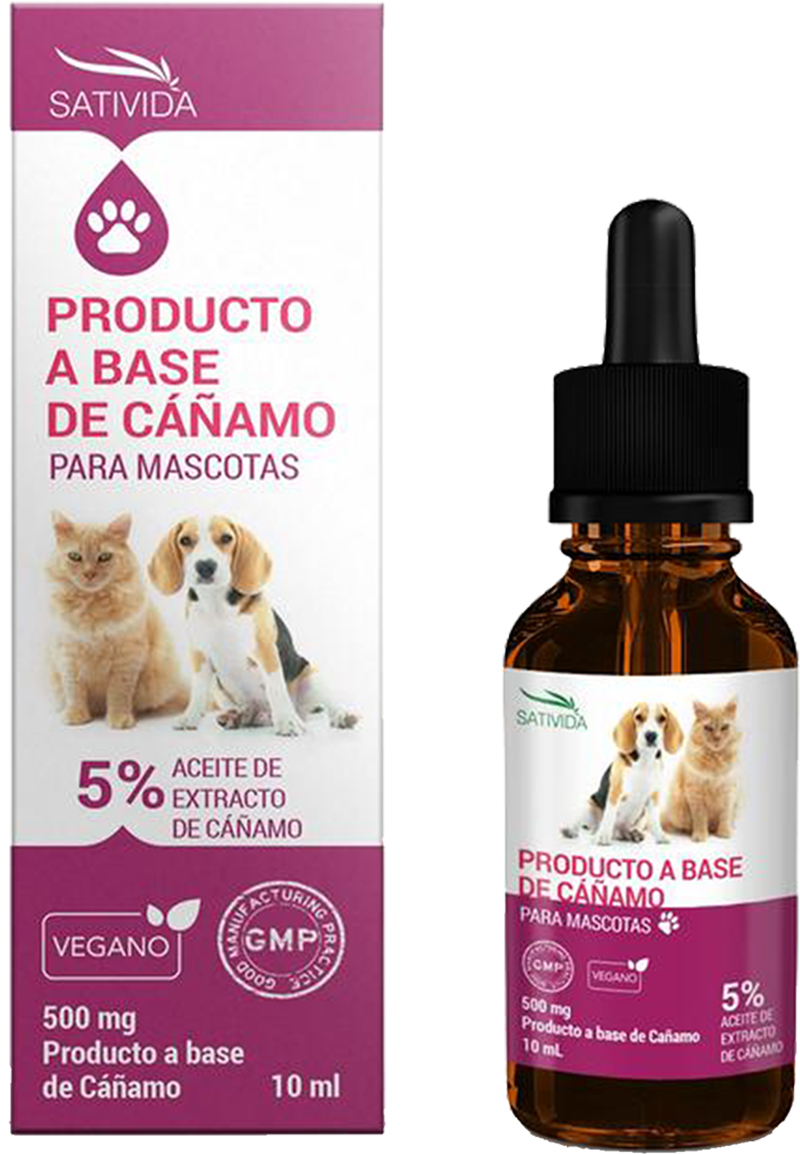 SATIVIDA
PRODUCTO
A BASE
DE CÁÑAMO
PARA MASCOTAS
5% ACEITE DE
EXTRACTO
DE CÁÑAMO
VEGANO
GOOD MANUFACTURING PRACTICE
GMP
500 mg
Producto a base
de Cáñamo 10 ml
SATIVIDA
PRODUCTO A BASE
DE CÁÑAMO
PARA MASCOTAS
GMP
VEGANO
500 mg
Producto a base de Cañamo
10 mL
5%
ACEITE DE
EXTRACTO
DE CÁÑAMO